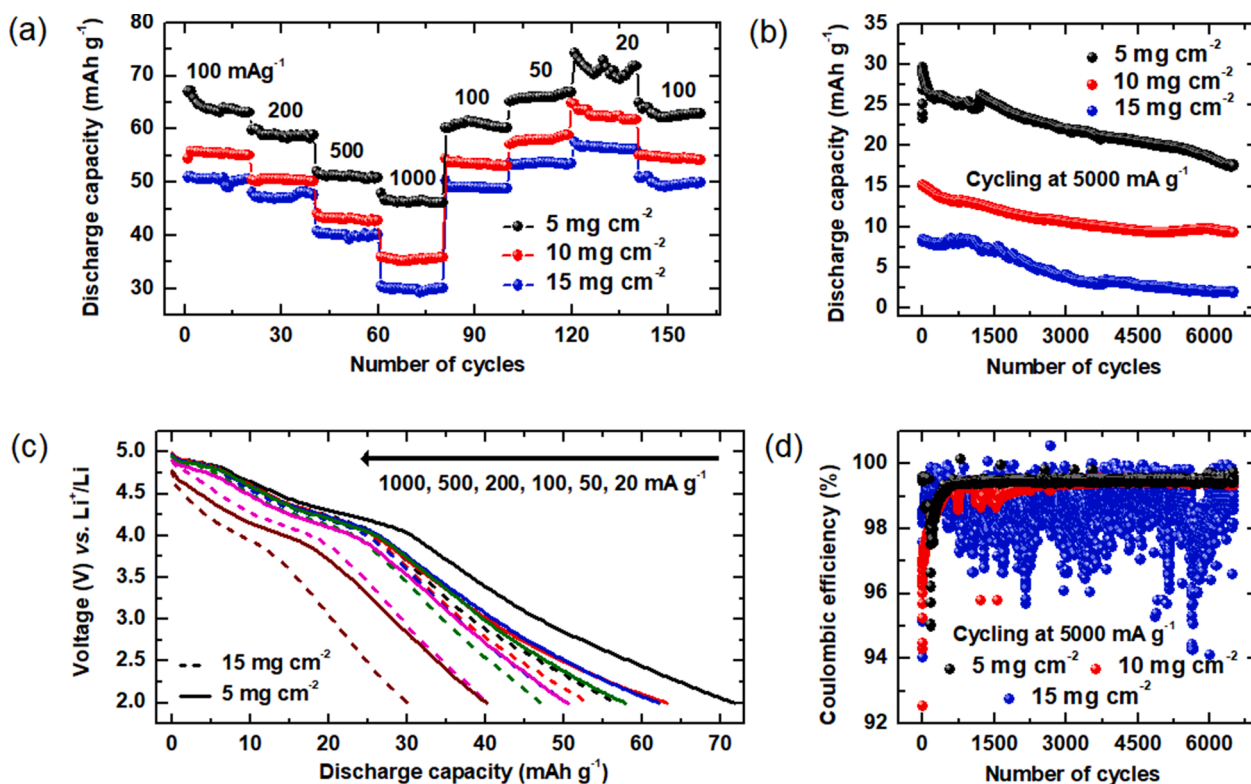 (a)
Discharge capacity (mAh g⁻¹)
80
70
60
50
40
30
100 mAg⁻¹
200
500
1000
100
50
20
100
5 mg cm⁻²
10 mg cm⁻²
15 mg cm⁻²
0 30 60 90 120 150
Number of cycles
(b)
Discharge capacity (mAh g⁻¹)
35
30
25
20
15
10
5
0
5 mg cm⁻²
10 mg cm⁻²
15 mg cm⁻²
Cycling at 5000 mA g⁻¹
0 1500 3000 4500 6000
Number of cycles
(c)
Voltage (V) vs. Li⁺/Li
5.0
4.5
4.0
3.5
3.0
2.5
2.0
1000, 500, 200, 100, 50, 20 mA g⁻¹
15 mg cm⁻²
5 mg cm⁻²
0 10 20 30 40 50 60 70
Discharge capacity (mAh g⁻¹)
(d)
Coulombic efficiency (%)
100
98
96
94
92
Cycling at 5000 mA g⁻¹
5 mg cm⁻² 10 mg cm⁻²
15 mg cm⁻²
0 1500 3000 4500 6000
Number of cycles